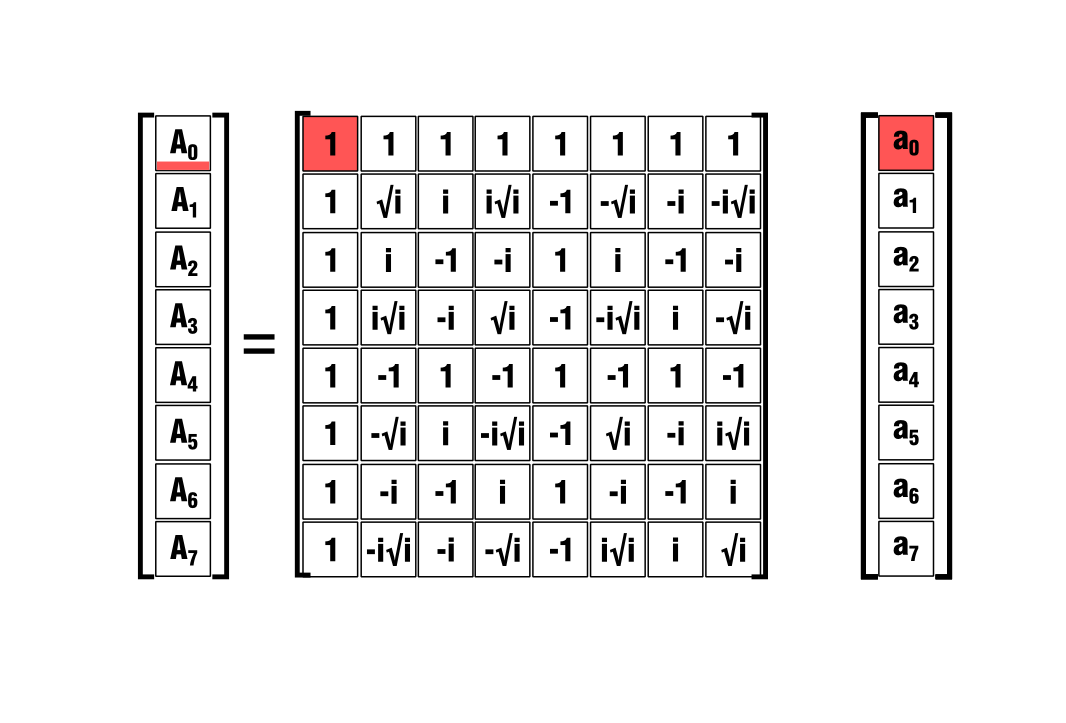 A₀ 1 1 1 1 1 1 1 1 a₀
A₁ 1 √i i i√i -1 -√i -i -i√i a₁
A₂ 1 i -1 -i 1 i -1 -i a₂
A₃ 1 i√i -i √i -1 -i√i i -√i a₃
=
A₄ 1 -1 1 -1 1 -1 1 -1 a₄
A₅ 1 -√i i -i√i -1 √i -i i√i a₅
A₆ 1 -i -1 i 1 -i -1 i a₆
A₇ 1 -i√i -i -√i -1 i√i i √i a₇